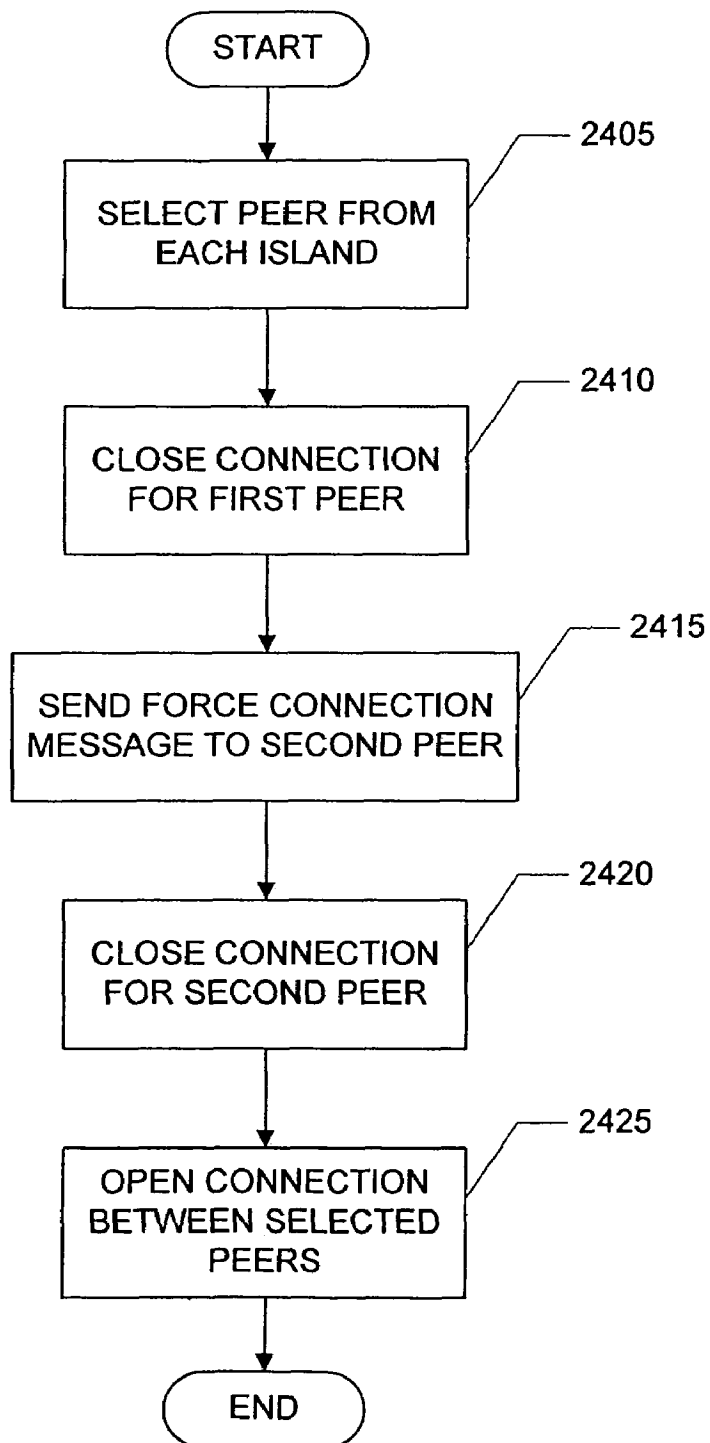 START
2405
SELECT PEER FROM
EACH ISLAND
2410
CLOSE CONNECTION
FOR FIRST PEER
2415
SEND FORCE CONNECTION
MESSAGE TO SECOND PEER
2420
CLOSE CONNECTION
FOR SECOND PEER
2425
OPEN CONNECTION
BETWEEN SELECTED
PEERS
END